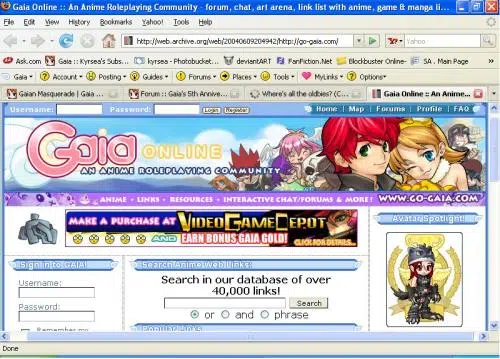 Gaia Online :: An Anime Roleplaying Community - forum, chat, art arena, link list with anime, game & manga li...
File Edit View History Bookmarks Yahoo! Tools Help
http://web.archive.org/web/20040609204942/http://go-gaia.com/
Yahoo
Ask.com Gaia :: Kyrsea's Subs... kyrsea - Photobucket... deviantART FanFiction.Net Blockbuster Online- SA . Main Page
Gaia Account Posting Guides Forums Places Tools MyLinks Options
Gaian Masquerade | Gaia ... Forum :: Gaia's 5th Annive... Where's all the oldbies? (C... Gaia Online :: An Anime...
Username: Password: Login Register Home | Map | Forums | Profile | FAQ
Gaia ONLINE
AN ANIME ROLEPLAYING COMMUNITY
ANIME • LINKS • RESOURCES • INTERACTIVE CHAT/FORUMS & MORE! WWW.GO-GAIA.COM
MAKE A PURCHASE AT VIDEOGAMEDEPOT
AND EARN BONUS GAIA GOLD! CLICK FOR DETAILS...
Avatar Spotlight!
Sign Into GAIA!
Search Anime Web Links:
Username:
Search in our database of over
40,000 links!
Search
Password:
or and phrase
Remember my
Popular Links
Done